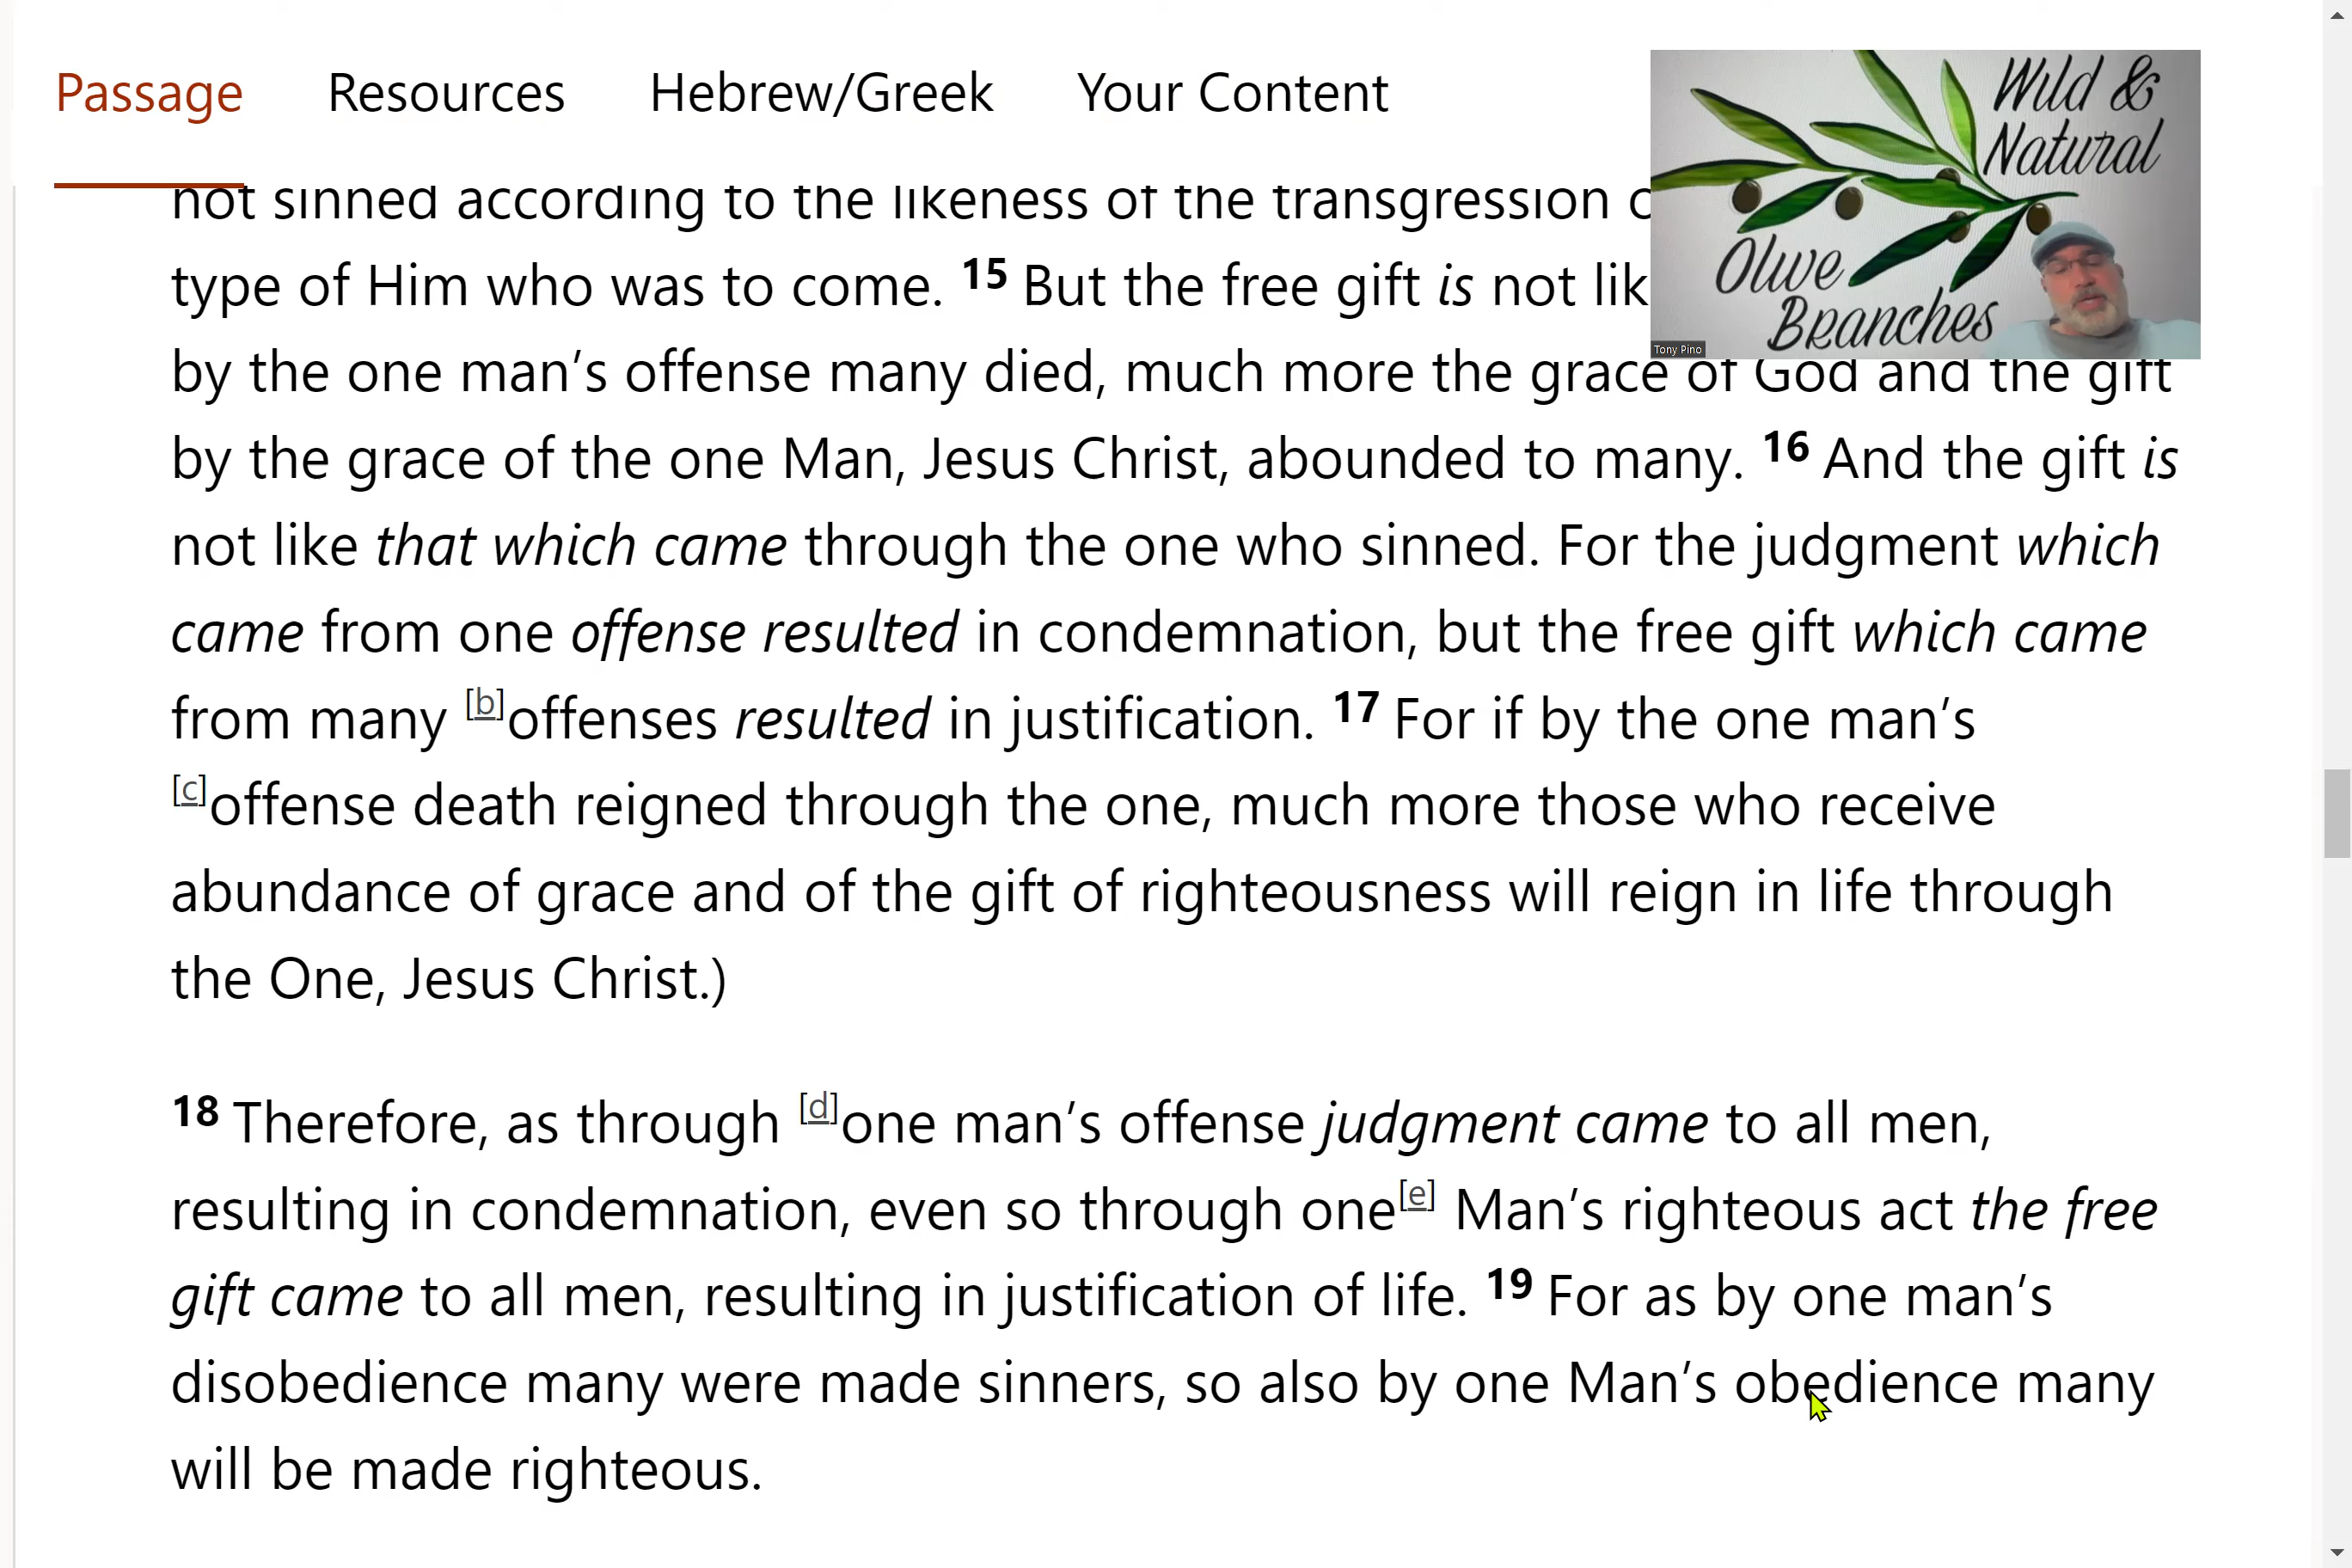 Passage Resources Hebrew/Greek Your Content
Wild &
Natural
Olive
Branches
Tony Pino
not sinned according to the likeness of the transgression
type of Him who was to come. 15 But the free gift is not lik
by the one man’s offense many died, much more the grace of God and the gift
by the grace of the one Man, Jesus Christ, abounded to many. 16 And the gift is
not like that which came through the one who sinned. For the judgment which
came from one offense resulted in condemnation, but the free gift which came
from many [b]offenses resulted in justification. 17 For if by the one man’s
[c]offense death reigned through the one, much more those who receive
abundance of grace and of the gift of righteousness will reign in life through
the One, Jesus Christ.)
18 Therefore, as through [d]one man’s offense judgment came to all men,
resulting in condemnation, even so through one[e] Man’s righteous act the free
gift came to all men, resulting in justification of life. 19 For as by one man’s
disobedience many were made sinners, so also by one Man’s obedience many
will be made righteous.